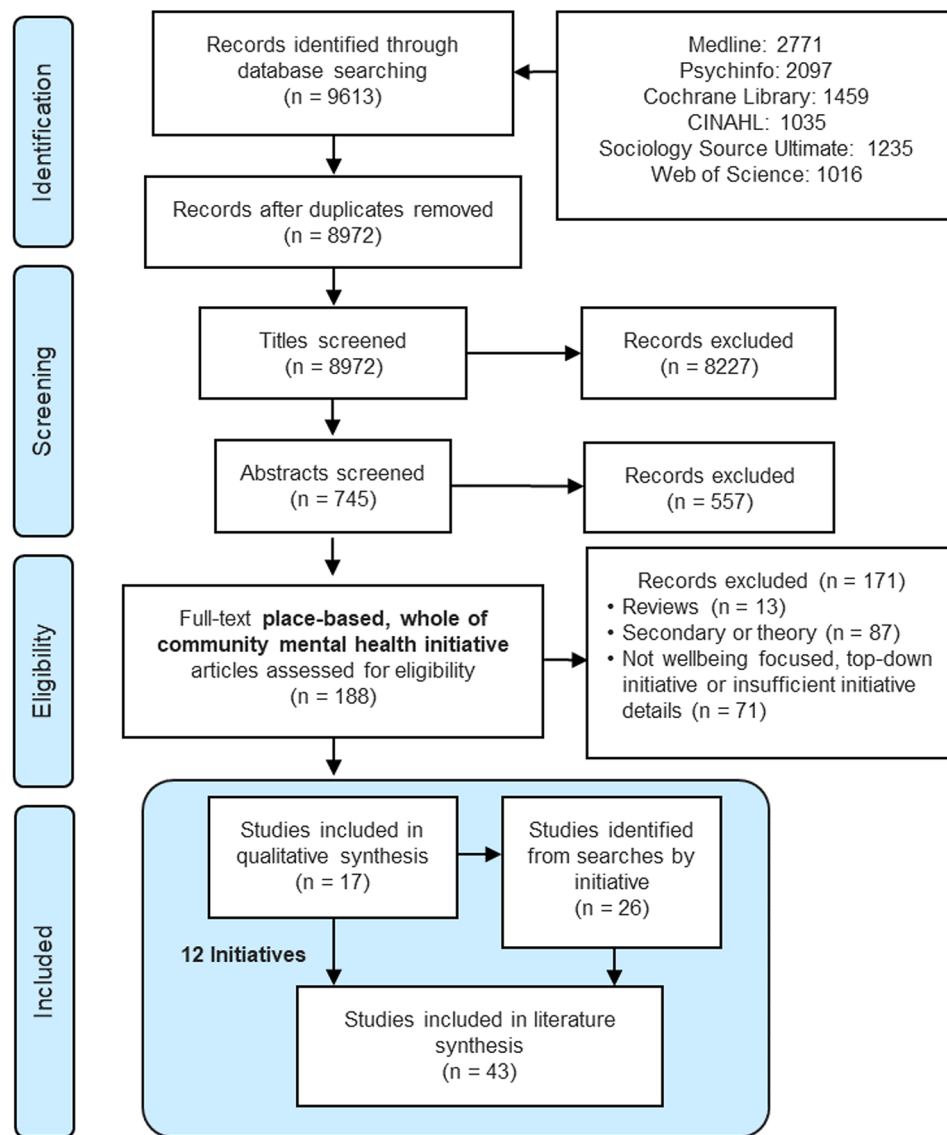 Identification
Records identified through
database searching
(n = 9613)
Medline: 2771
Psychinfo: 2097
Cochrane Library: 1459
CINAHL: 1035
Sociology Source Ultimate: 1235
Web of Science: 1016
Records after duplicates removed
(n = 8972)
Screening
Titles screened
(n = 8972)
Records excluded
(n = 8227)
Abstracts screened
(n = 745)
Records excluded
(n = 557)
Eligibility
Full-text place-based, whole of
community mental health initiative
articles assessed for eligibility
(n = 188)
Records excluded (n = 171)
• Reviews (n = 13)
• Secondary or theory (n = 87)
• Not wellbeing focused, top-down
initiative or insufficient initiative
details (n = 71)
Included
Studies included in
qualitative synthesis
(n = 17)
Studies identified
from searches by
initiative
(n = 26)
12 Initiatives
Studies included in literature
synthesis
(n = 43)